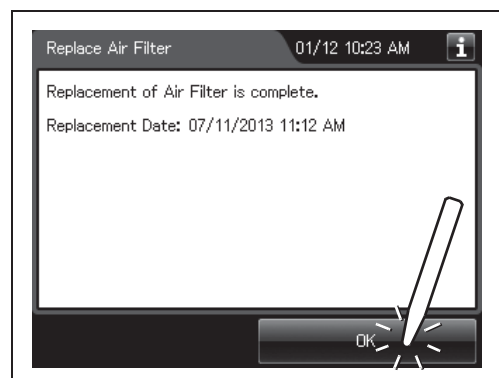 Replace Air Filter 01/12 10:23 AM i
Replacement of Air Filter is complete.
Replacement Date: 07/11/2013 11:12 AM
OK